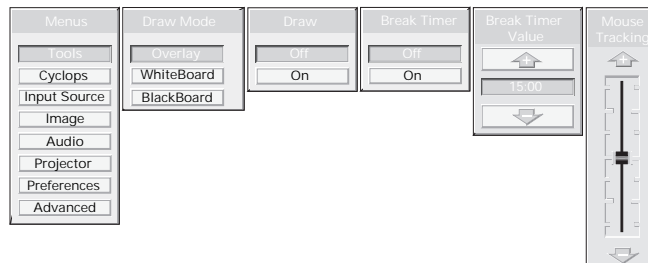 Menus
Tools
Cyclops
Input Source
Image
Audio
Projector
Preferences
Advanced
Draw Mode
Overlay
WhiteBoard
BlackBoard
Draw
Off
On
Break Timer
Off
On
Break Timer
Value
15:00
Mouse
Tracking